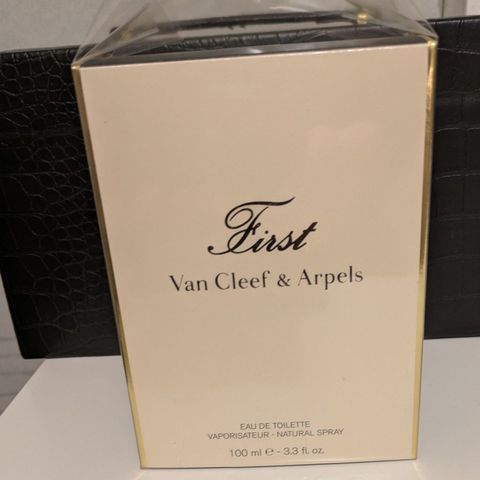 First
Van Cleef & Arpels
EAU DE TOILETTE
VAPORISATEUR - NATURAL SPRAY
100 ml ℮ - 3.3 fl. oz.